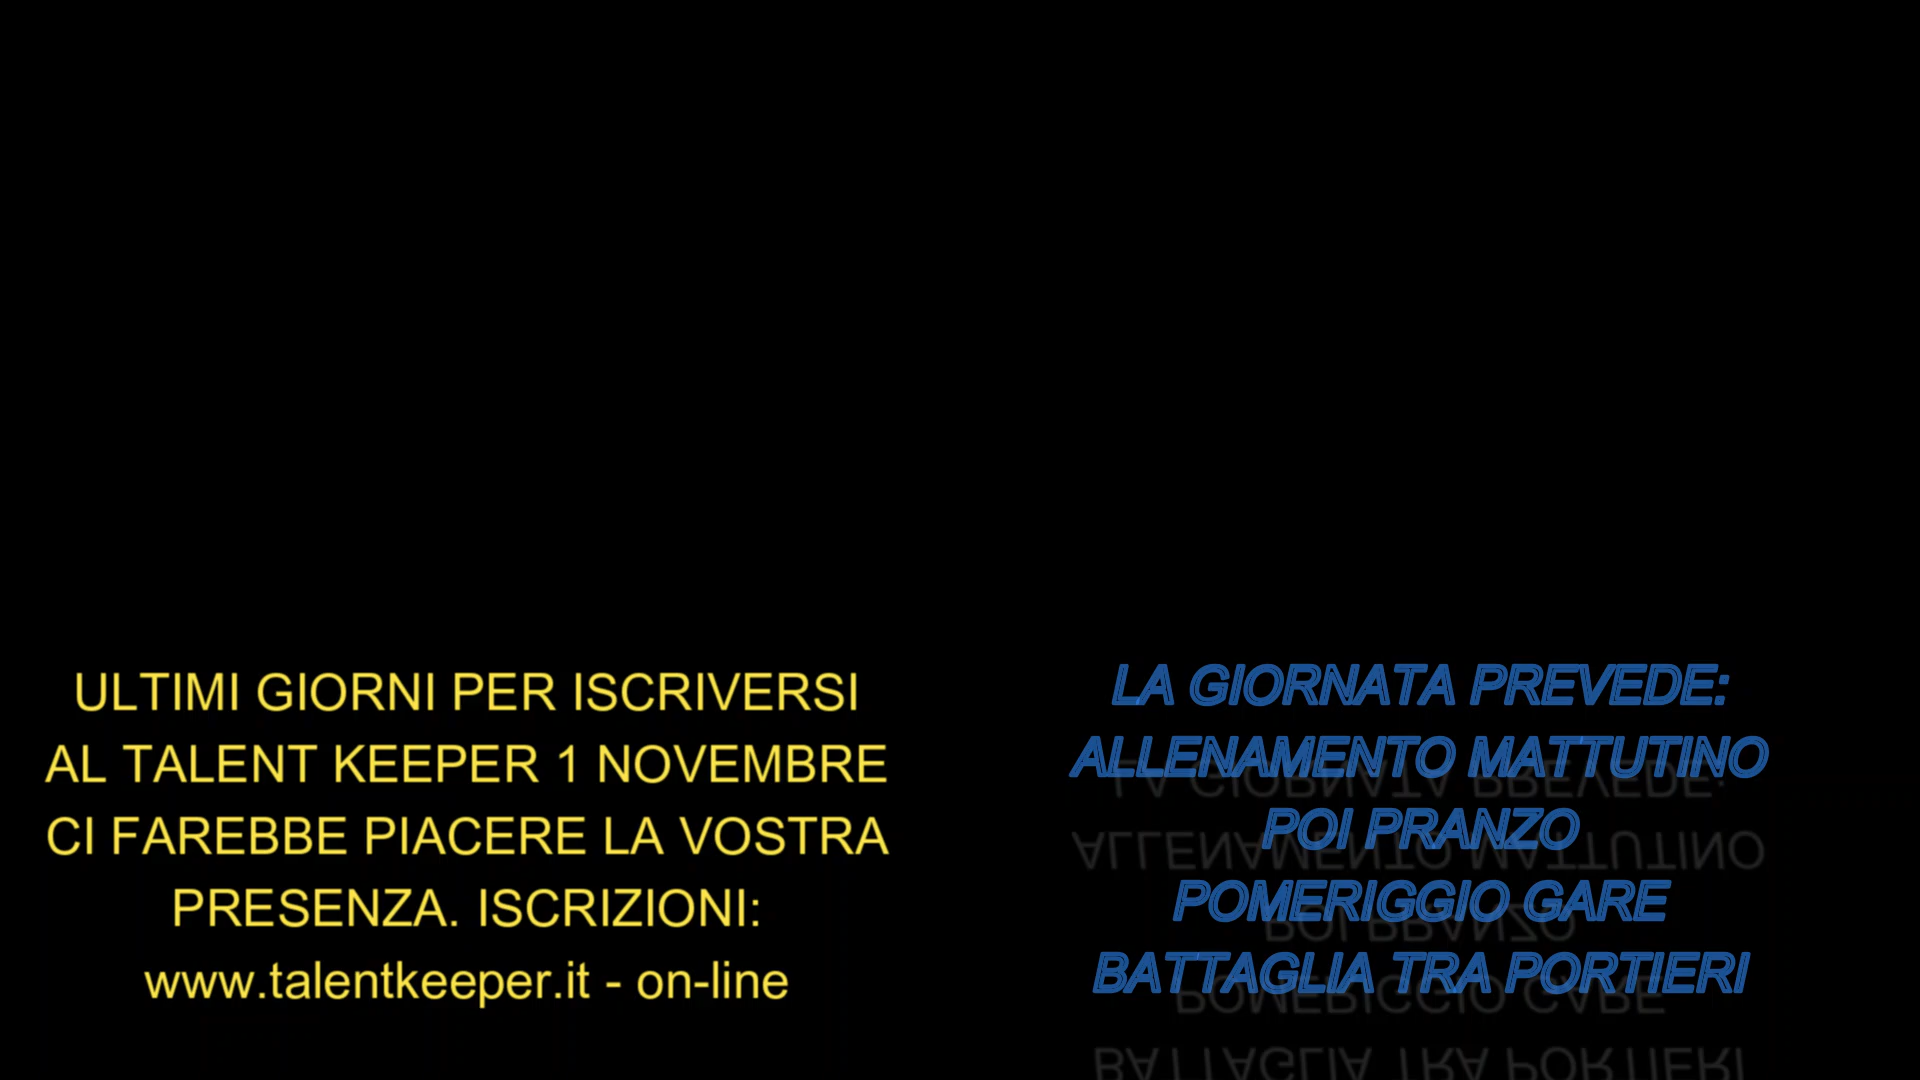 ULTIMI GIORNI PER ISCRIVERSI
AL TALENT KEEPER 1 NOVEMBRE
CI FAREBBE PIACERE LA VOSTRA
PRESENZA. ISCRIZIONI:
www.talentkeeper.it - on-line
LA GIORNATA PREVEDE:
ALLENAMENTO MATTUTINO
POI PRANZO
POMERIGGIO GARE
BATTAGLIA TRA PORTIERI